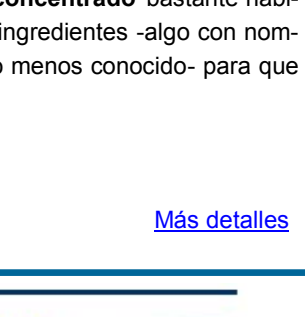 concentrado bastante habi-
ingredientes -algo con nom-
o menos conocido- para que
Más detalles